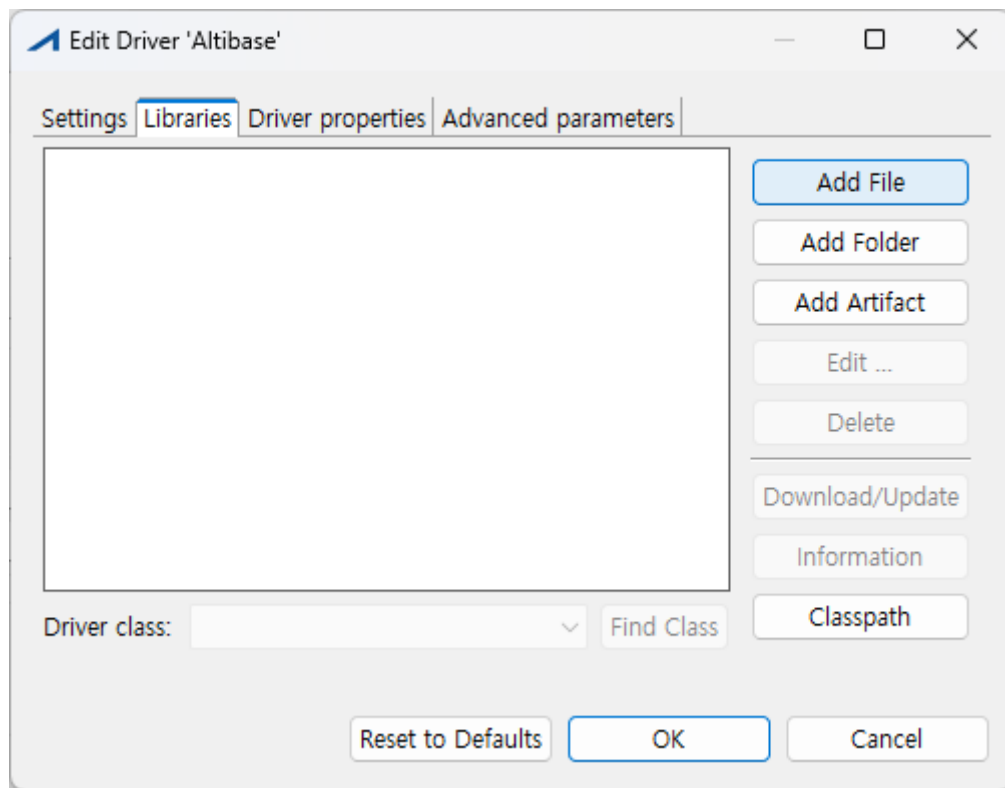 Edit Driver 'Altibase'
Settings Libraries Driver properties Advanced parameters
Add File
Add Folder
Add Artifact
Edit ...
Delete
Download/Update
Information
Classpath
Driver class:
Find Class
Reset to Defaults OK Cancel